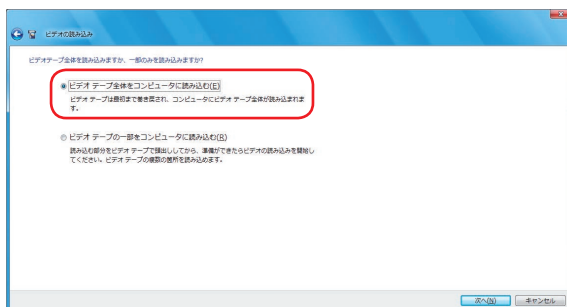 ビデオの読み込み
ビデオテープ全体を読み込みますか、一部のみを読み込みますか?
ビデオ テープ全体をコンピュータに読み込む(E)
ビデオ テープは最初まで巻き戻され、コンピュータにビデオ テープ全体が読み込まれま
す。
ビデオ テープの一部をコンピュータに読み込む(R)
読み込む部分をビデオ テープで頭出ししてから、準備ができたらビデオの読み込みを開始し
てください。ビデオ テープの複数の箇所を読み込めます。
次へ(N)
キャンセル